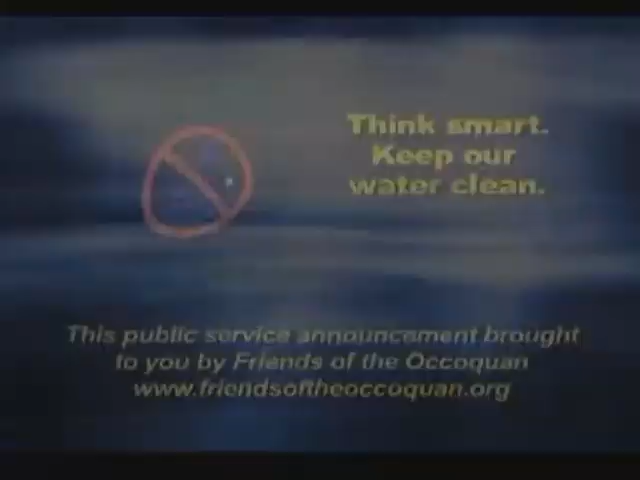 Think smart.
Keep our
water clean.
This public service announcement brought
to you by Friends of the Occoquan
www.friendsoftheoccoquan.org